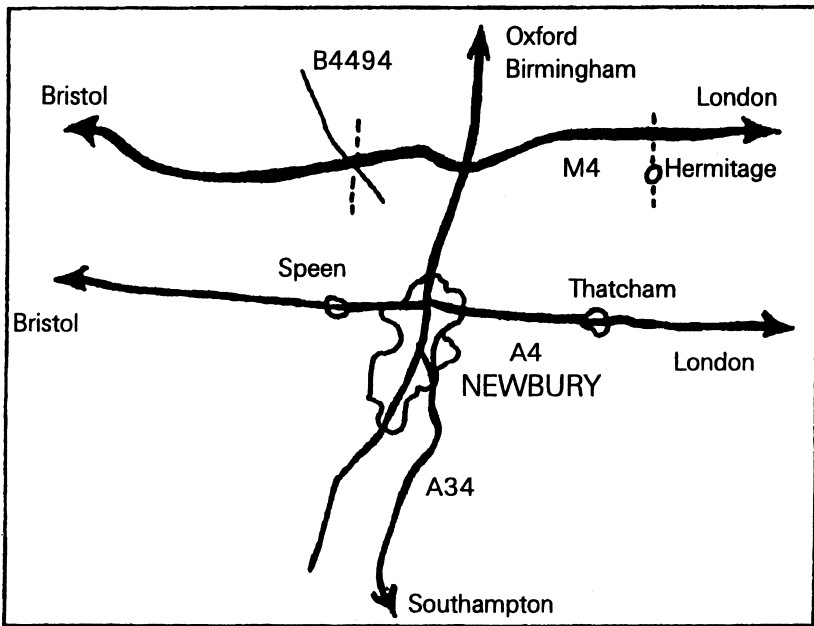 Oxford
Birmingham
B4494
Bristol
London
M4
Hermitage
Speen
Thatcham
Bristol
A4
London
NEWBURY
A34
Southampton